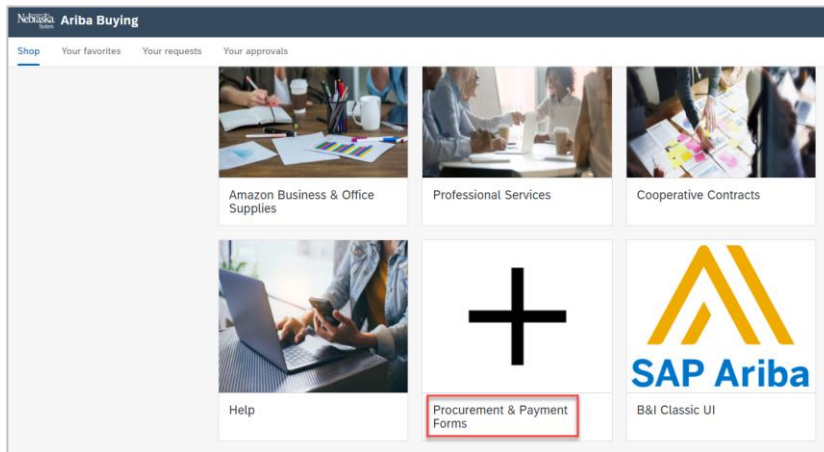 Nebraska
System
Ariba Buying
Shop Your favorites Your requests Your approvals
Amazon Business & Office
Supplies
Professional Services
Cooperative Contracts
Help
Procurement & Payment
Forms
SAP Ariba
B&I Classic UI